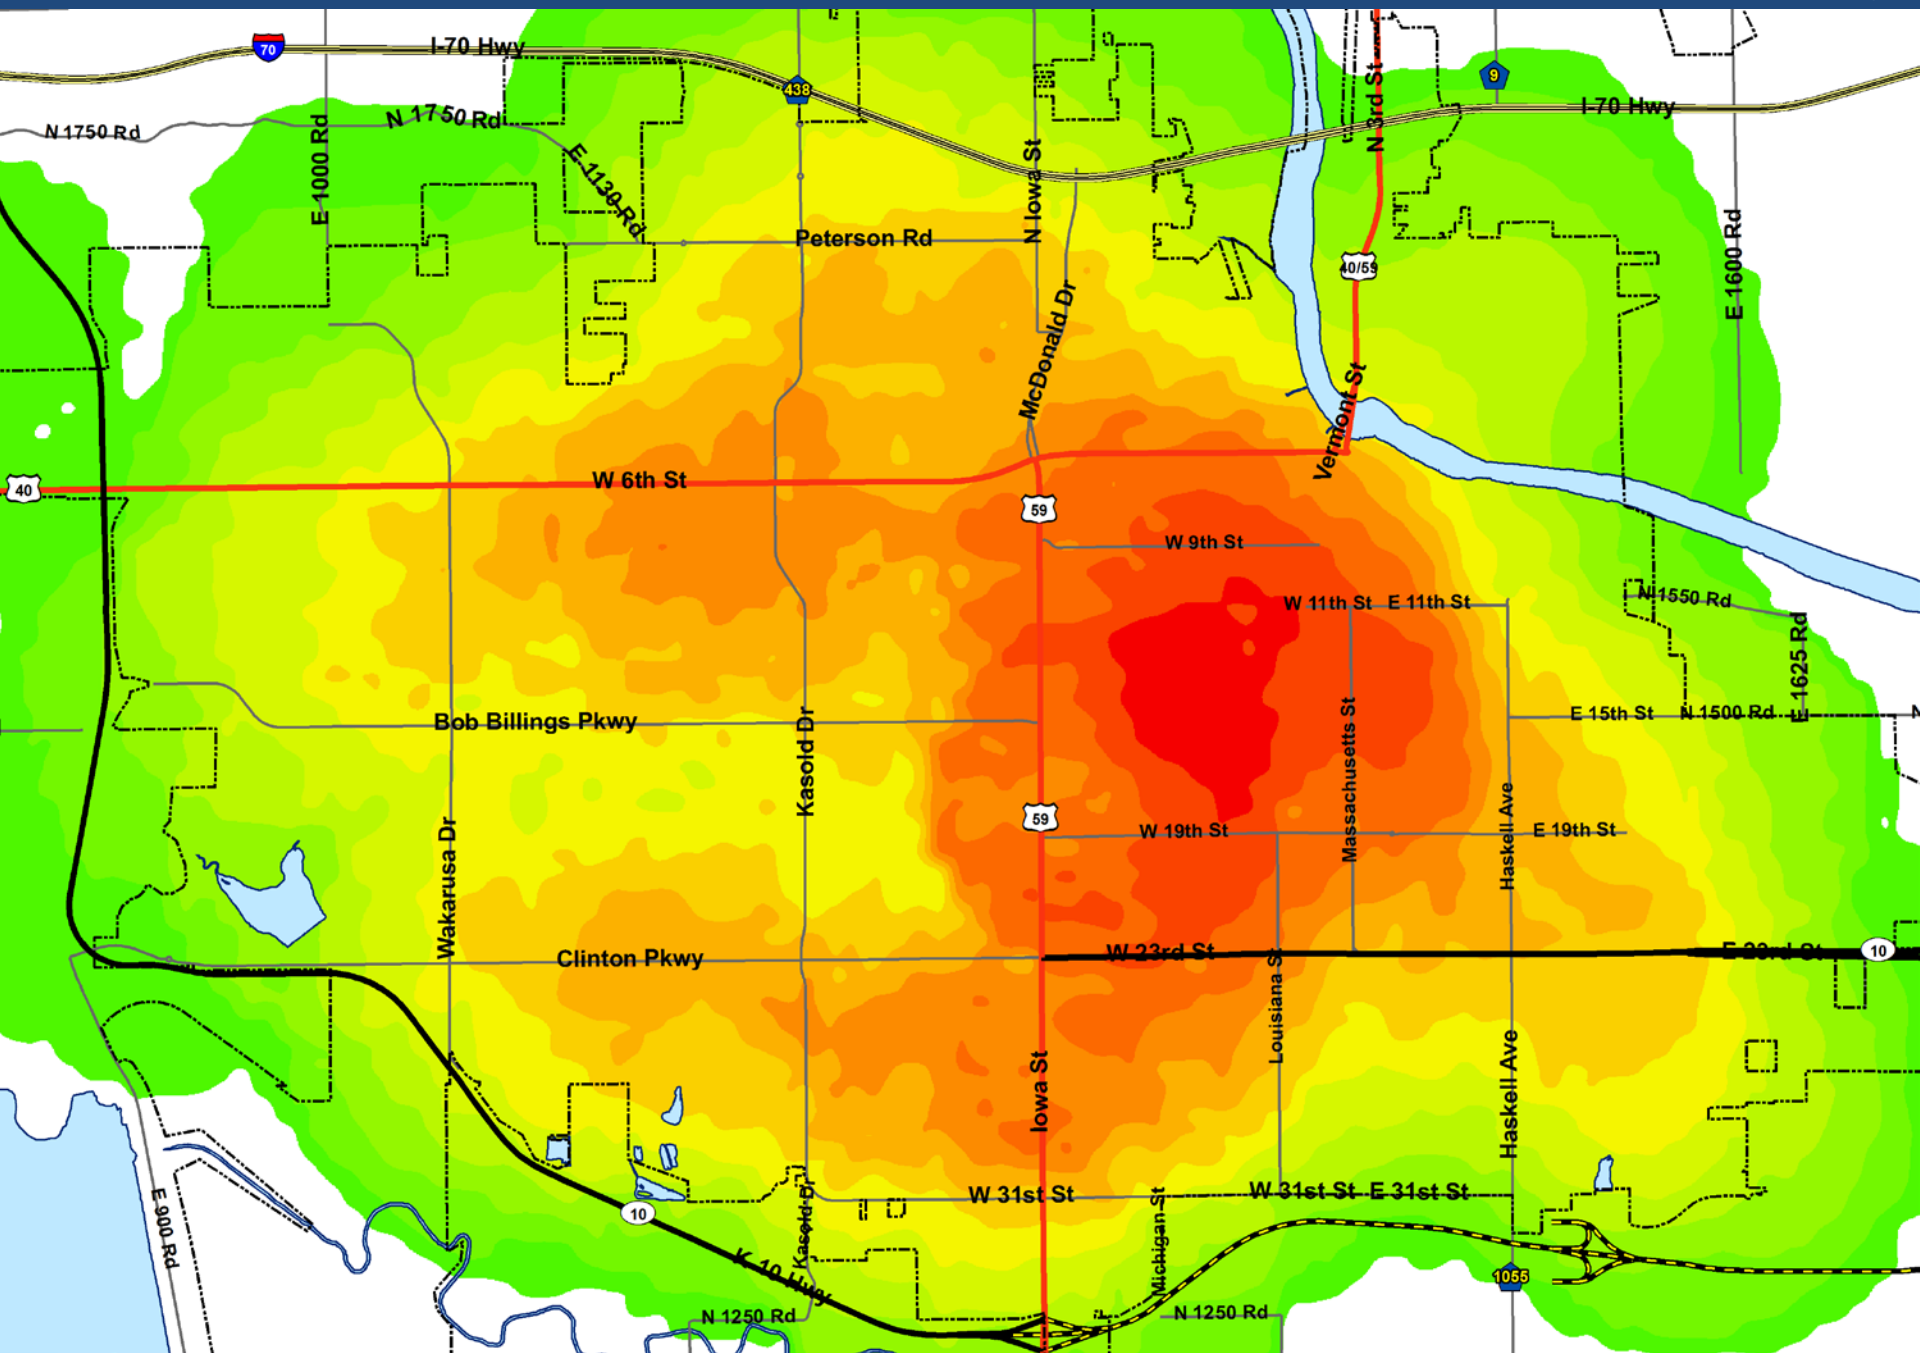 70
I-70 Hwy
438
9
I-70 Hwy
N 1750 Rd
N 1750 Rd
E 1000 Rd
E 1130 Rd
N Iowa St
N 3rd St
Peterson Rd
40/59
E 1600 Rd
McDonald Dr
Vermont St
40
W 6th St
59
W 9th St
W 11th St
E 11th St
N 1550 Rd
E 1625 Rd
Bob Billings Pkwy
Kasold Dr
Massachusetts St
E 15th St
N 1500 Rd
N
59
W 19th St
Haskell Ave
E 19th St
Wakarusa Dr
Clinton Pkwy
W 23rd St
Louisiana St
E 23rd St
10
Iowa St
Haskell Ave
E 900 Rd
10
Kasold Dr
W 31st St
Michigan St
W 31st St
E 31st St
K-10 Hwy
1055
N 1250 Rd
N 1250 Rd